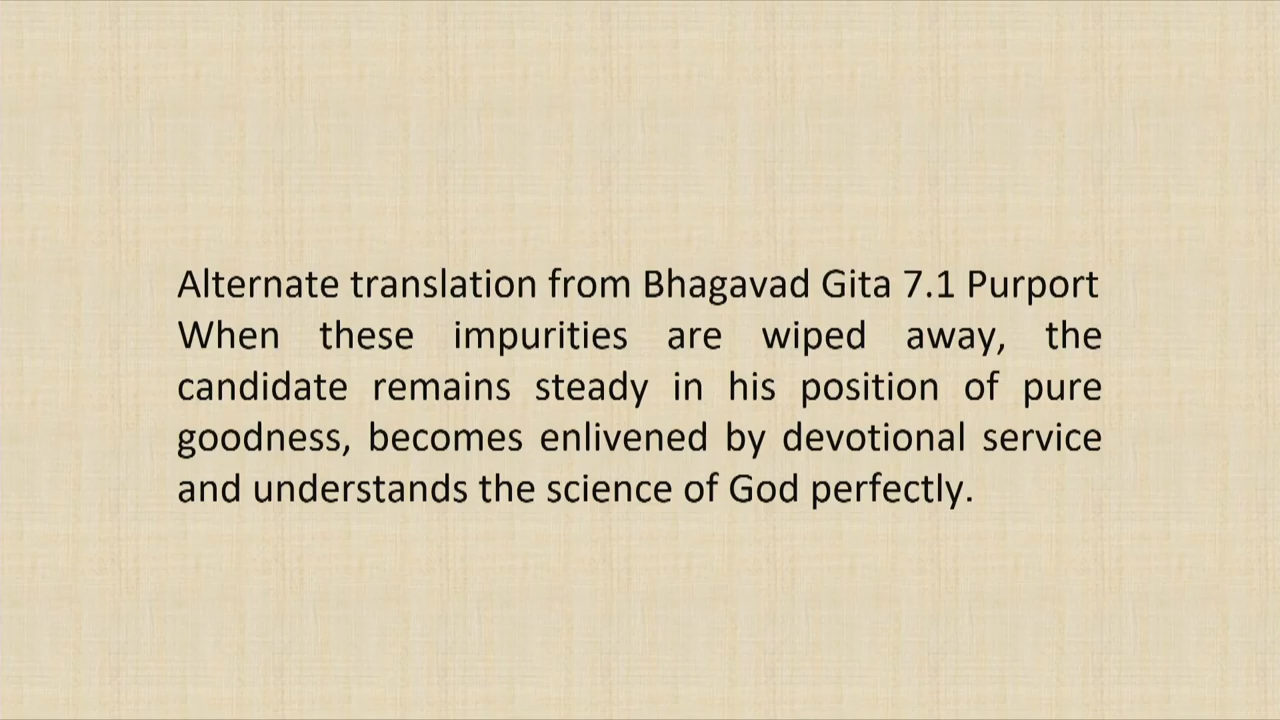 Alternate translation from Bhagavad Gita 7.1 Purport
When these impurities are wiped away, the
candidate remains steady in his position of pure
goodness, becomes enlivened by devotional service
and understands the science of God perfectly.